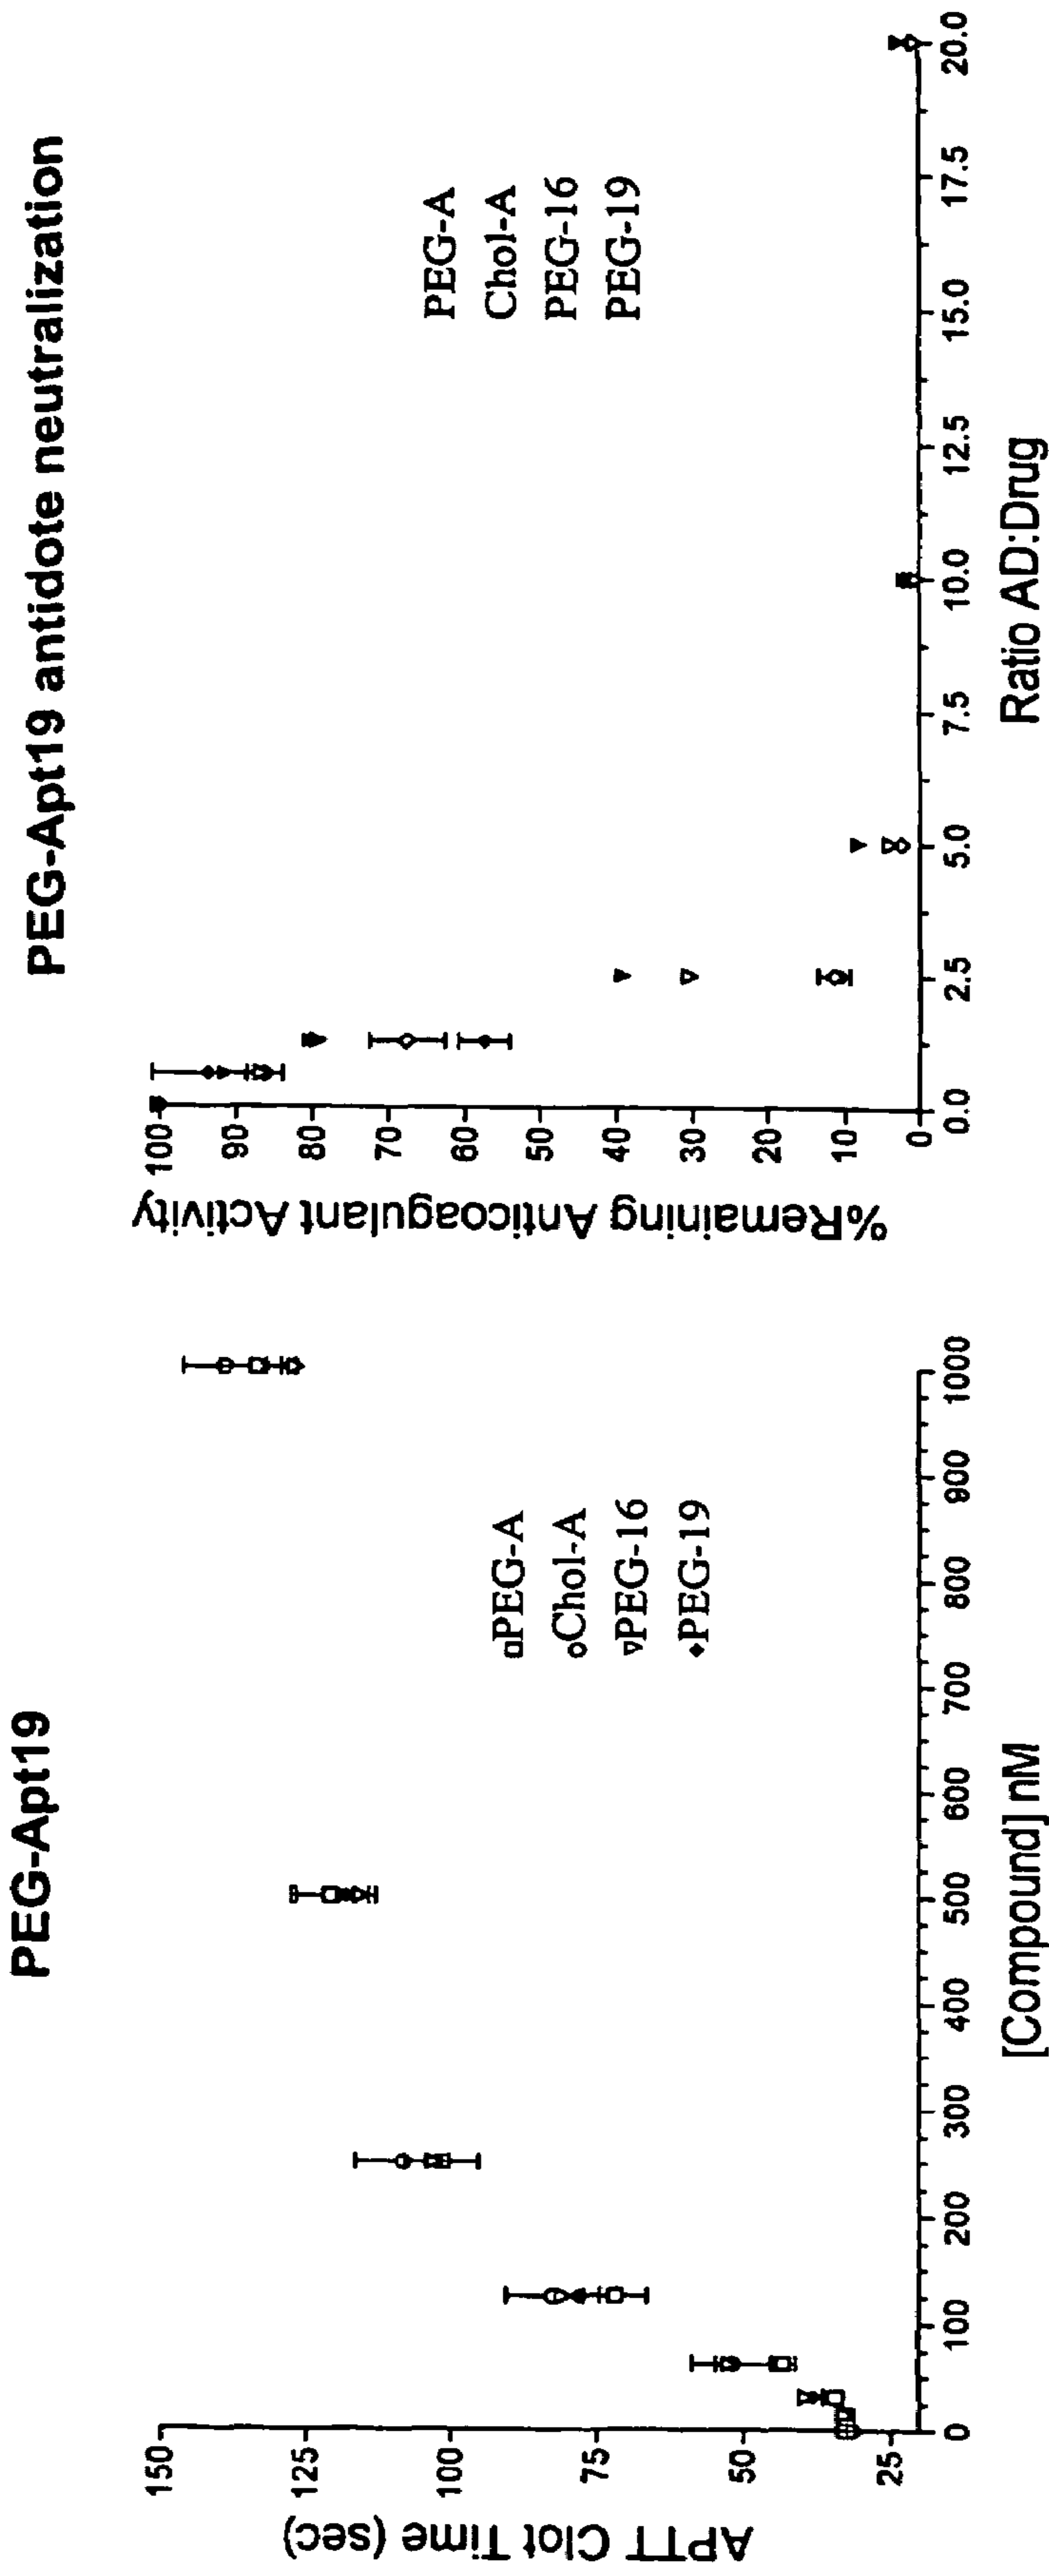 PEG-Apt19
APTT Clot Time (sec)
150
125
100
75
50
25
0 100 200 300 400 500 600 700 800 900 1000
[Compound] nM
PEG-A
Chol-A
PEG-16
PEG-19
PEG-Apt19 antidote neutralization
%Remaining Anticoagulant Activity
100
90
80
70
60
50
40
30
20
10
0
0.0 2.5 5.0 7.5 10.0 12.5 15.0 17.5 20.0
Ratio AD:Drug
PEG-A
Chol-A
PEG-16
PEG-19